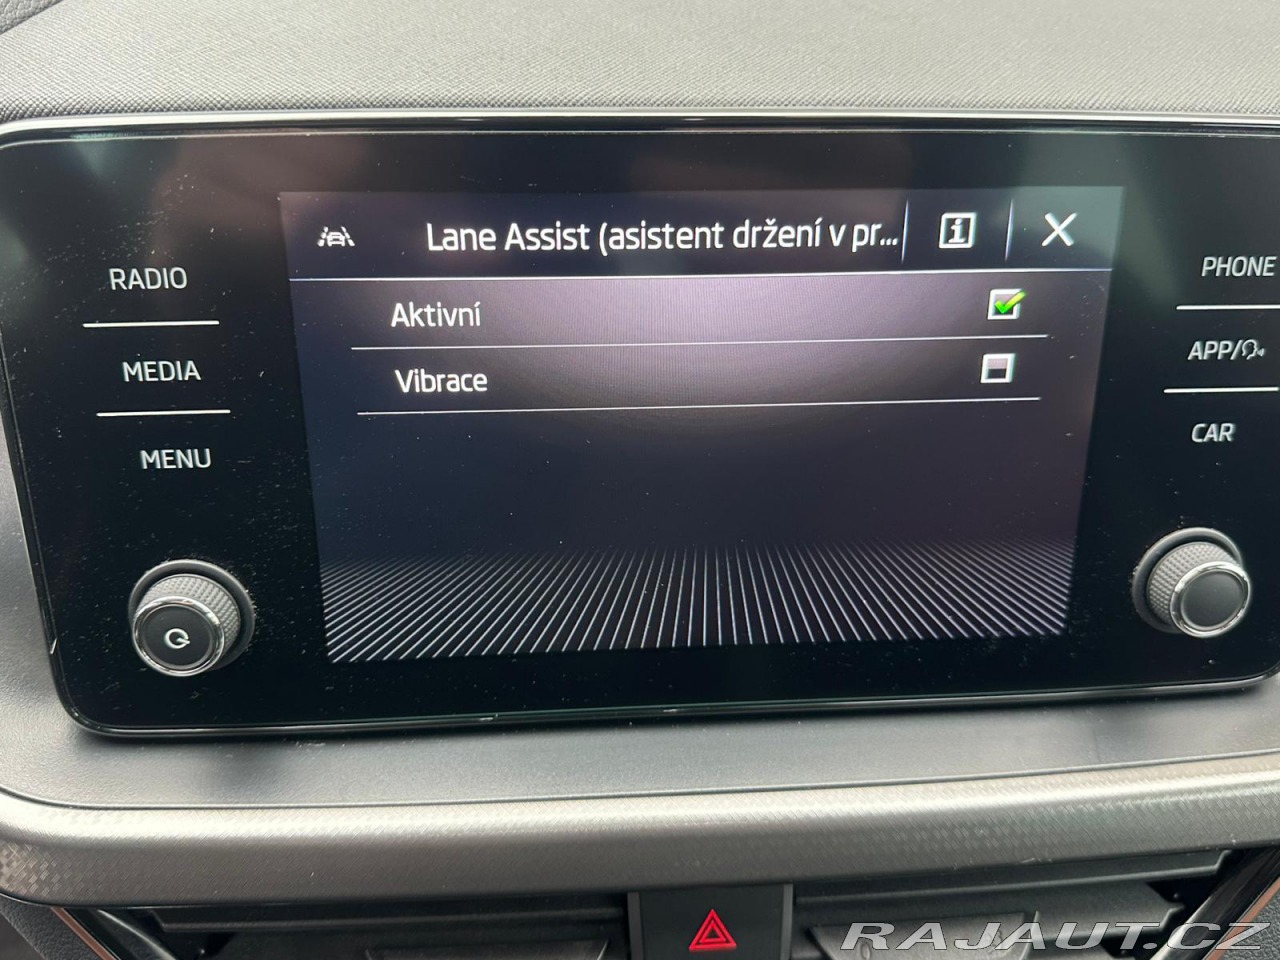 Lane Assist (asistent držení v pr...
RADIO
MEDIA
MENU
Aktivní
Vibrace
PHONE
APP/
CAR
RAJAUT.CZ